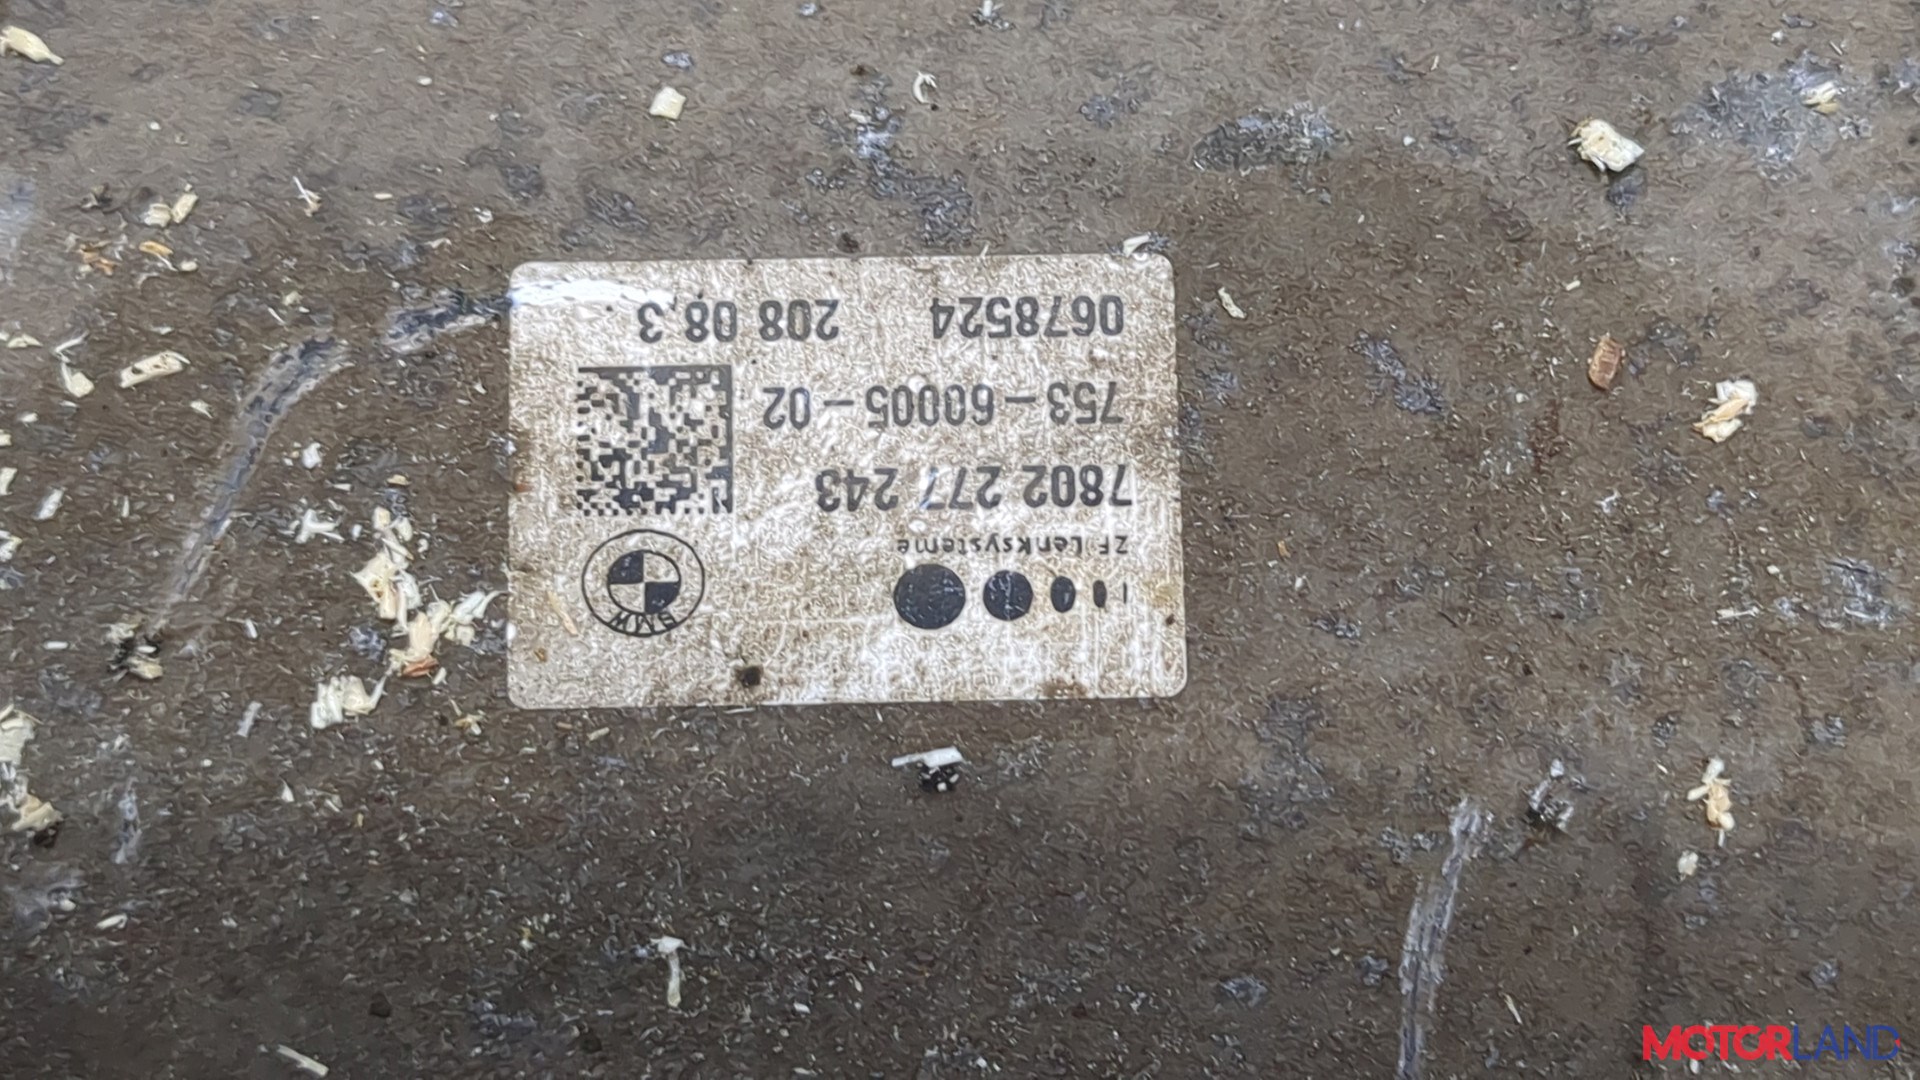 BMW
ZF Lenksysteme
7802 277 243
753-60005-02
0678524 208 08.3
MOTORLAND